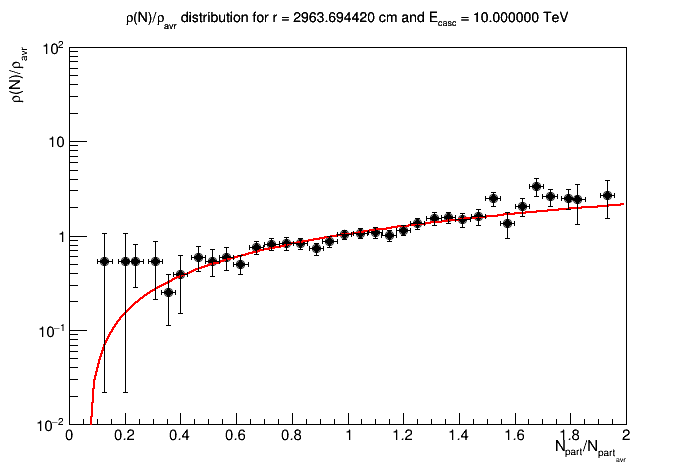 ρ(N)/ρavr distribution for r = 2963.694420 cm and Ecasc = 10.000000 TeV
ρ(N)/ρavr
10²
10
1
10⁻¹
10⁻²
0 0.2 0.4 0.6 0.8 1 1.2 1.4 1.6 1.8 2
Npart/Npartavr